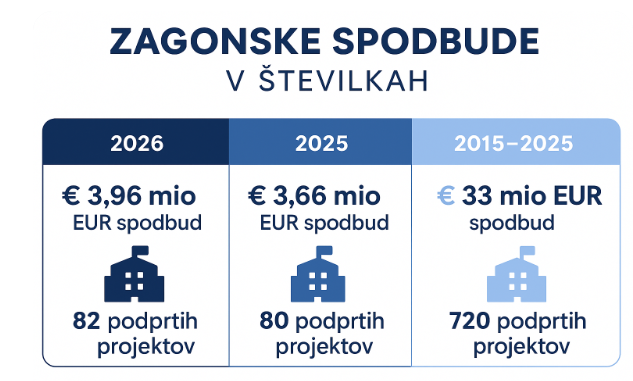 ZAGONSKE SPODBUDE
V ŠTEVILKAH
2026
€ 3,96 mio
EUR spodbud
82 podprtih
projektov
2025
€ 3,66 mio
EUR spodbud
80 podprtih
projektov
2015–2025
€ 33 mio EUR
spodbud
720 podprtih
projektov